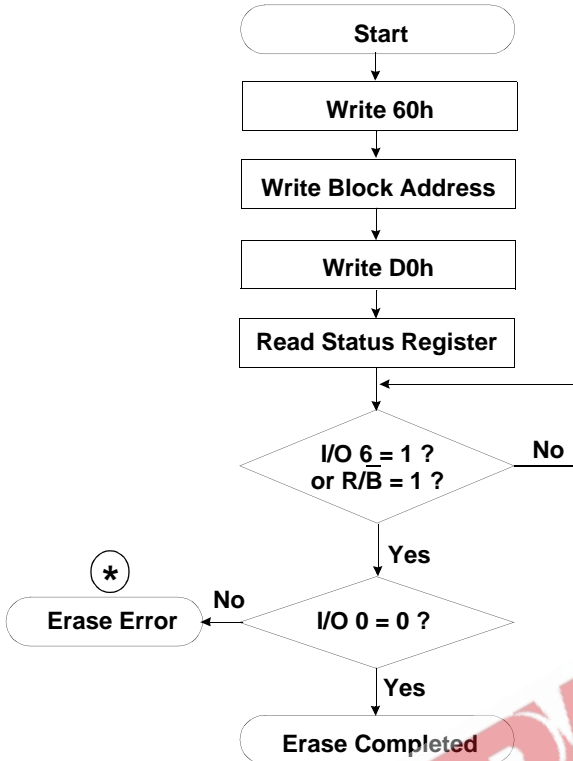 Start
Write 60h
Write Block Address
Write D0h
Read Status Register
I/O 6 = 1 ?
or R/B̅ = 1 ?
No
Yes
*
Erase Error
No
I/O 0 = 0 ?
Yes
Erase Completed